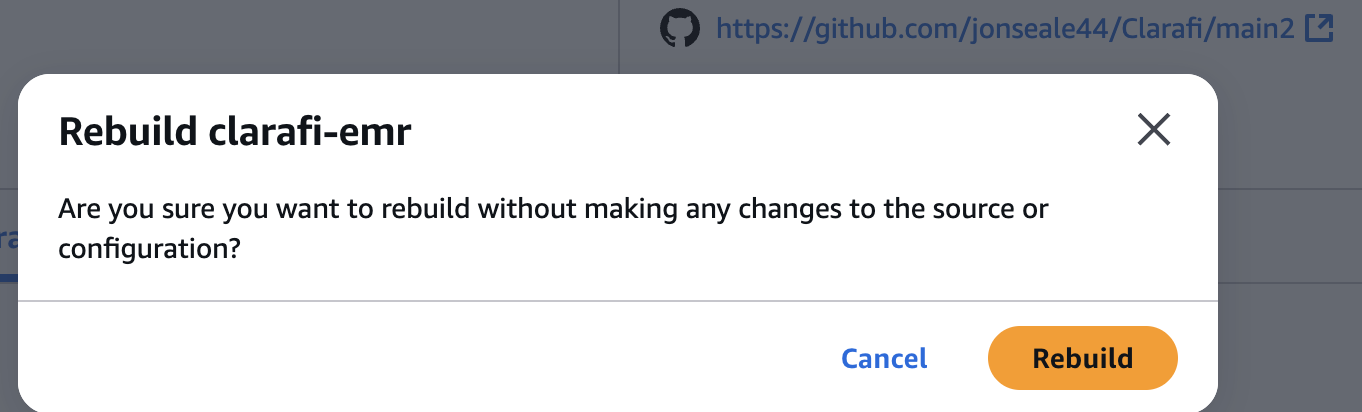 https://github.com/jonseale44/Clarafi/main2
Rebuild clarafi-emr
Are you sure you want to rebuild without making any changes to the source or
configuration?
Cancel
Rebuild